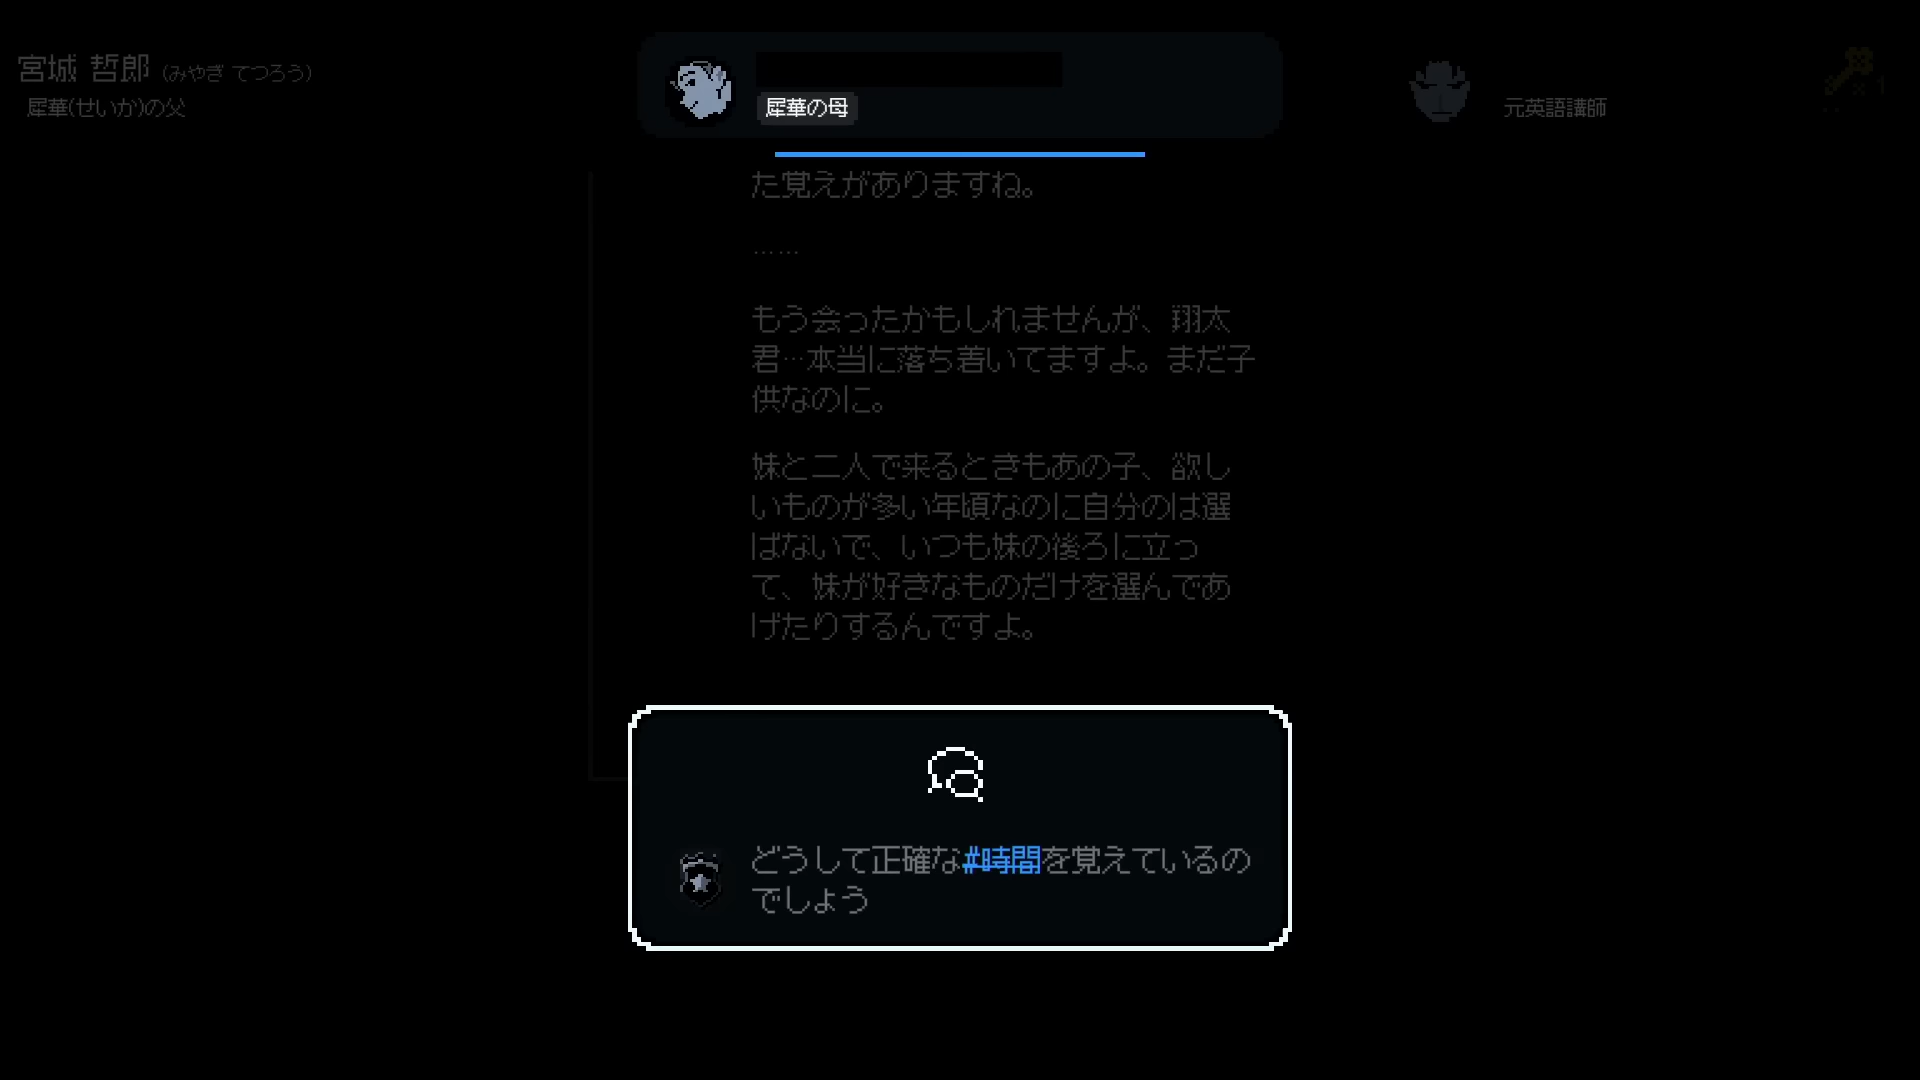 宮城 哲郎 (みやぎ てつろう)
犀華(せいか)の父
犀華の母
元英語講師
× 1
た覚えがありますね。
……
もう会ったかもしれませんが、翔太
君…本当に落ち着いてますよ。まだ子
供なのに。
妹と二人で来るときもあの子、欲し
いものが多い年頃なのに自分のは選
ばないで、いつも妹の後ろに立っ
て、妹が好きなものだけを選んであ
げたりするんですよ。
どうして正確な#時間を覚えているの
でしょう